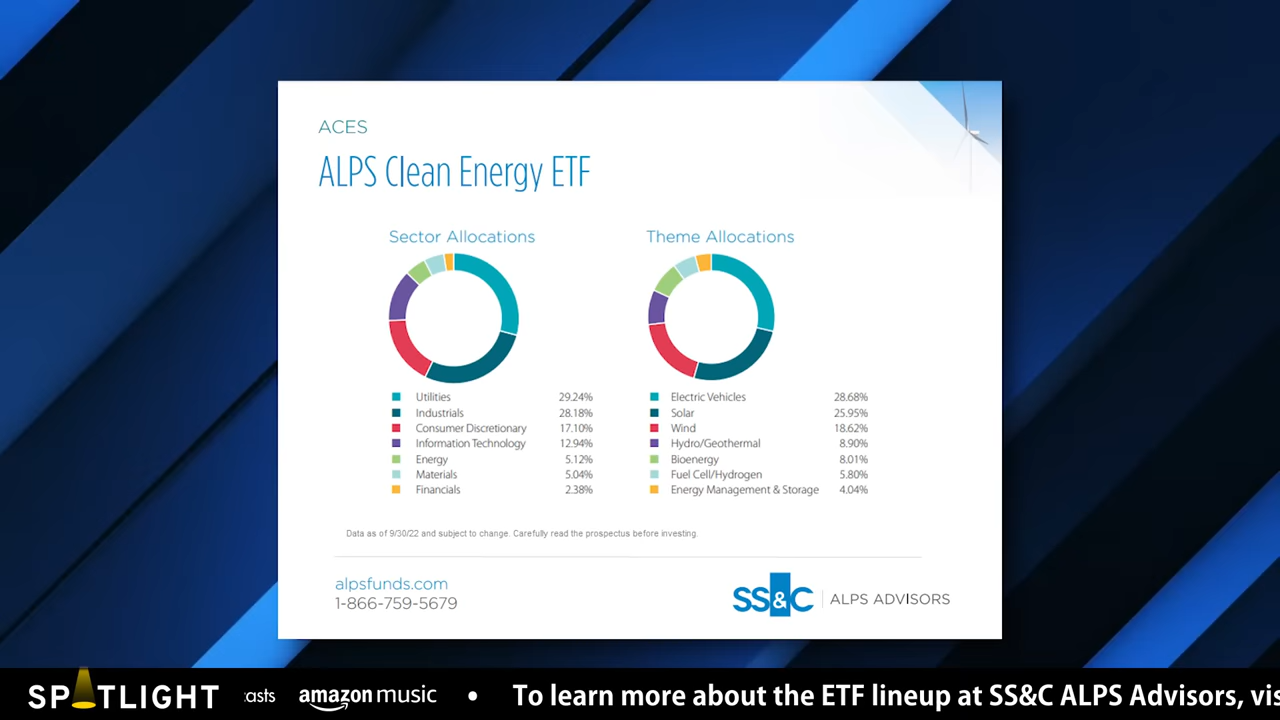 ACES
ALPS Clean Energy ETF
Sector Allocations
Utilities 29.24%
Industrials 28.18%
Consumer Discretionary 17.10%
Information Technology 12.94%
Energy 5.12%
Materials 5.04%
Financials 2.38%
Theme Allocations
Electric Vehicles 28.68%
Solar 25.95%
Wind 18.62%
Hydro/Geothermal 8.90%
Bioenergy 8.01%
Fuel Cell/Hydrogen 5.80%
Energy Management & Storage 4.04%
Data as of 9/30/22 and subject to change. Carefully read the prospectus before investing.
alpsfunds.com
1-866-759-5679
SS&C ALPS ADVISORS
SPOTLIGHT asts amazon music • To learn more about the ETF lineup at SS&C ALPS Advisors, vis